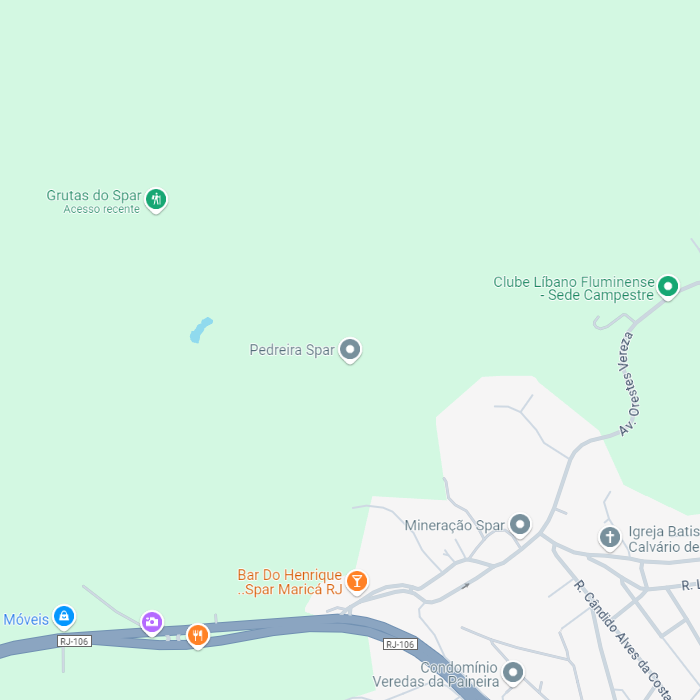 Grutas do Spar
Acesso recente
Clube Líbano Fluminense
- Sede Campestre
Pedreira Spar
Av. Orestes Vereza
Mineração Spar
Igreja Batis
Calvário de
Bar Do Henrique
..Spar Maricá RJ
R. Cândido Alves da Costa
R. L
Móveis
RJ-106
RJ-106
Condomínio
Veredas da Paineira